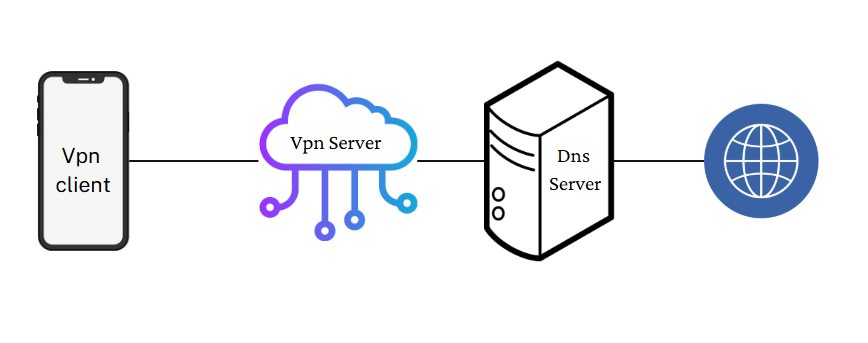 Vpn
client
Vpn Server
Dns
Server